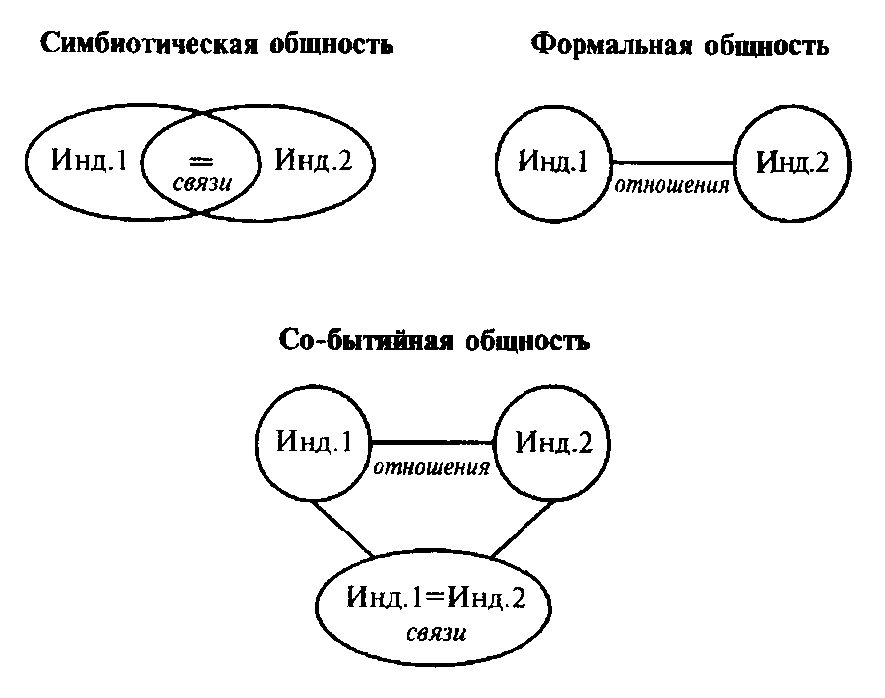 Симбиотическая общность
Формальная общность
Инд.1 = Инд.2
связи
Инд.1 Инд.2
отношения
Со-бытийная общность
Инд.1 Инд.2
отношения
Инд.1=Инд.2
связи